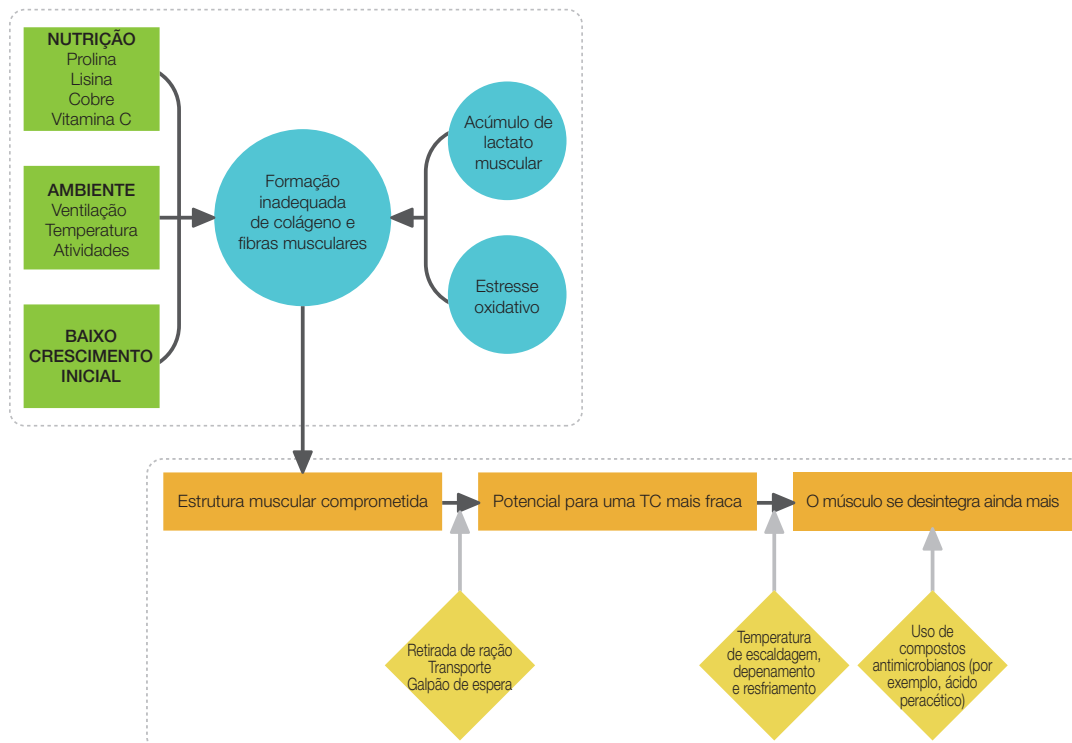 NUTRIÇÃO
Prolina
Lisina
Cobre
Vitamina C
AMBIENTE
Ventilação
Temperatura
Atividades
BAIXO
CRESCIMENTO
INICIAL
Formação
inadequada
de colágeno e
fibras musculares
Acúmulo de
lactato
muscular
Estresse
oxidativo
Estrutura muscular comprometida
Potencial para uma TC mais fraca
O músculo se desintegra ainda mais
Retirada de ração
Transporte
Galpão de espera
Temperatura
de escaldagem,
depenamento
e resfriamento
Uso de
compostos
antimicrobianos (por
exemplo, ácido
peracético)